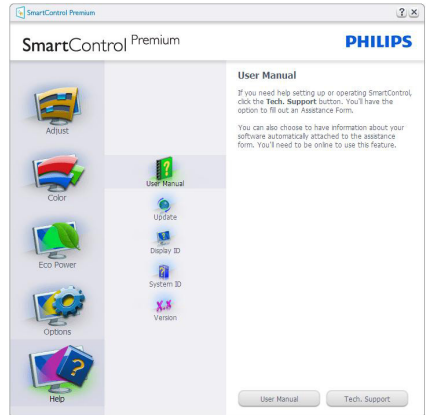 SmartControl Premium
? ×
SmartControl Premium
PHILIPS
Adjust
Color
Eco Power
Options
Help
User Manual
Update
Display ID
System ID
X.X
Version
User Manual
If you need help setting up or operating SmartControl,
click the Tech. Support button. You'll have the
option to fill out an Assistance Form.
You can also choose to have information about your
software automatically attached to the assistance
form. You'll need to be online to use this feature.
User Manual
Tech. Support